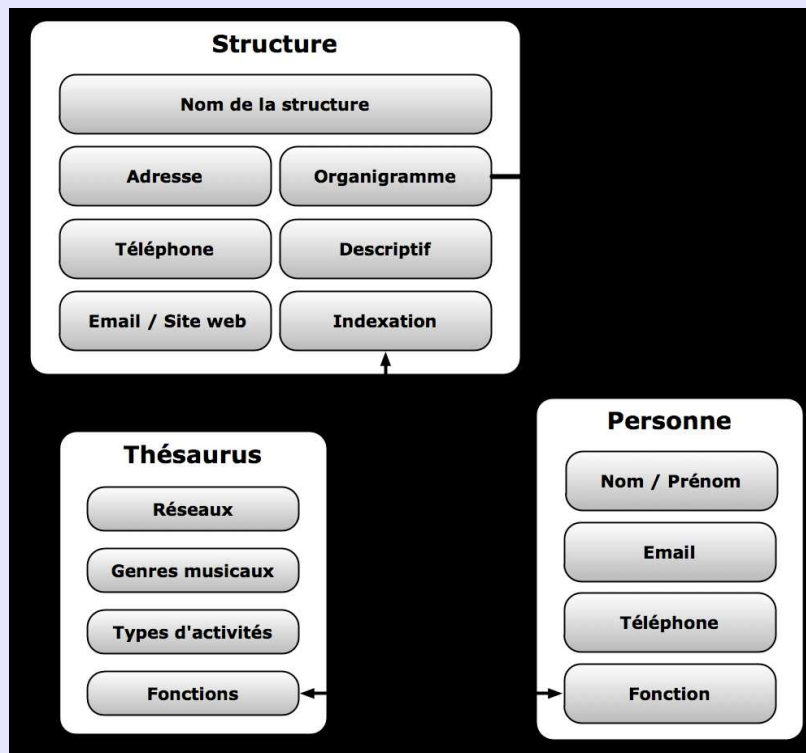 Structure
Nom de la structure
Adresse
Organigramme
Téléphone
Descriptif
Email / Site web
Indexation
Thésaurus
Réseaux
Genres musicaux
Types d'activités
Fonctions
Personne
Nom / Prénom
Email
Téléphone
Fonction